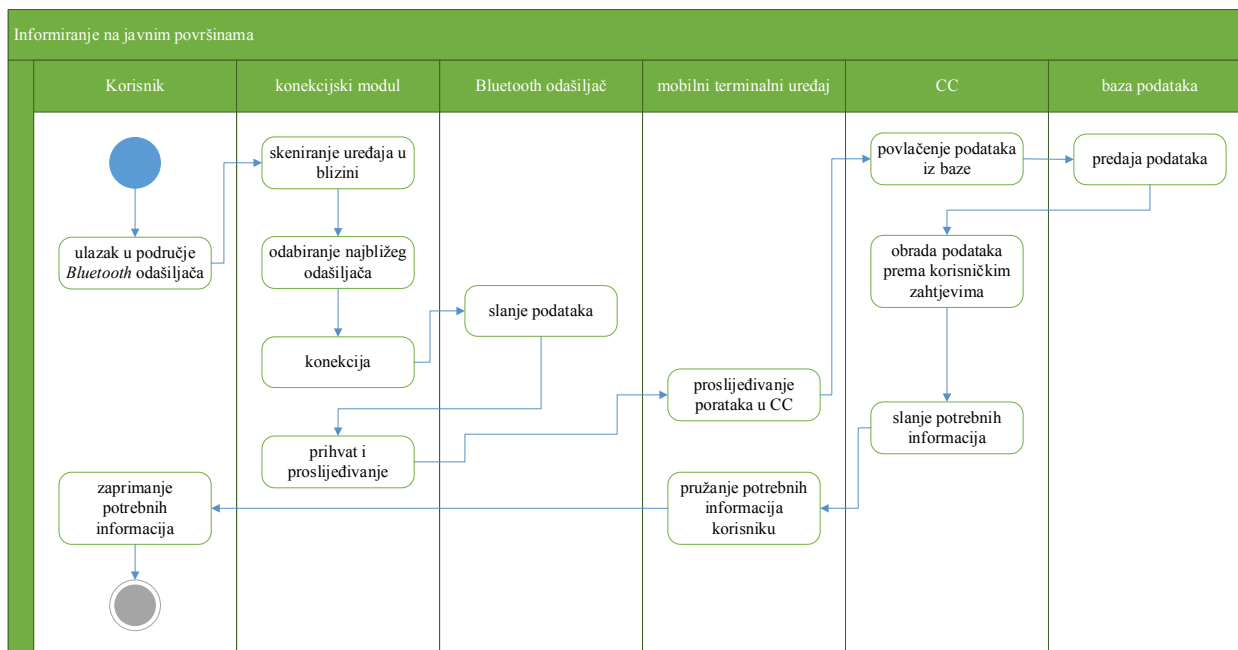 Informiranje na javnim površinama
Korisnik
konekcijski modul
Bluetooth odašiljač
mobilni terminalni uređaj
CC
baza podataka
skeniranje uređaja u
blizini
povlačenje podataka
iz baze
predaja podataka
ulazak u područje
Bluetooth odašiljača
odabiranje najbližeg
odašiljača
obrada podataka
prema korisničkim
zahtjevima
slanje podataka
konekcija
proslijeđivanje
porataka u CC
slanje potrebnih
informacija
prihvat i
proslijeđivanje
zaprimanje
potrebnih
informacija
pružanje potrebnih
informacija
korisniku